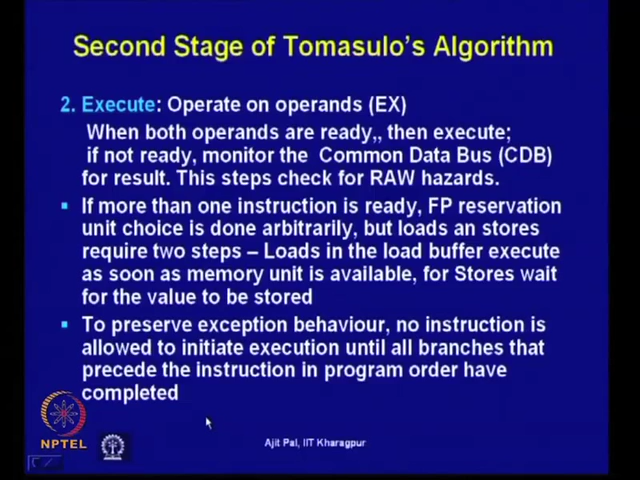 Second Stage of Tomasulo's Algorithm
2. Execute: Operate on operands (EX)
When both operands are ready,, then execute;
if not ready, monitor the Common Data Bus (CDB)
for result. This steps check for RAW hazards.
If more than one instruction is ready, FP reservation
unit choice is done arbitrarily, but loads an stores
require two steps – Loads in the load buffer execute
as soon as memory unit is available, for Stores wait
for the value to be stored
To preserve exception behaviour, no instruction is
allowed to initiate execution until all branches that
precede the instruction in program order have
completed
NPTEL
Ajit Pal, IIT Kharagpur